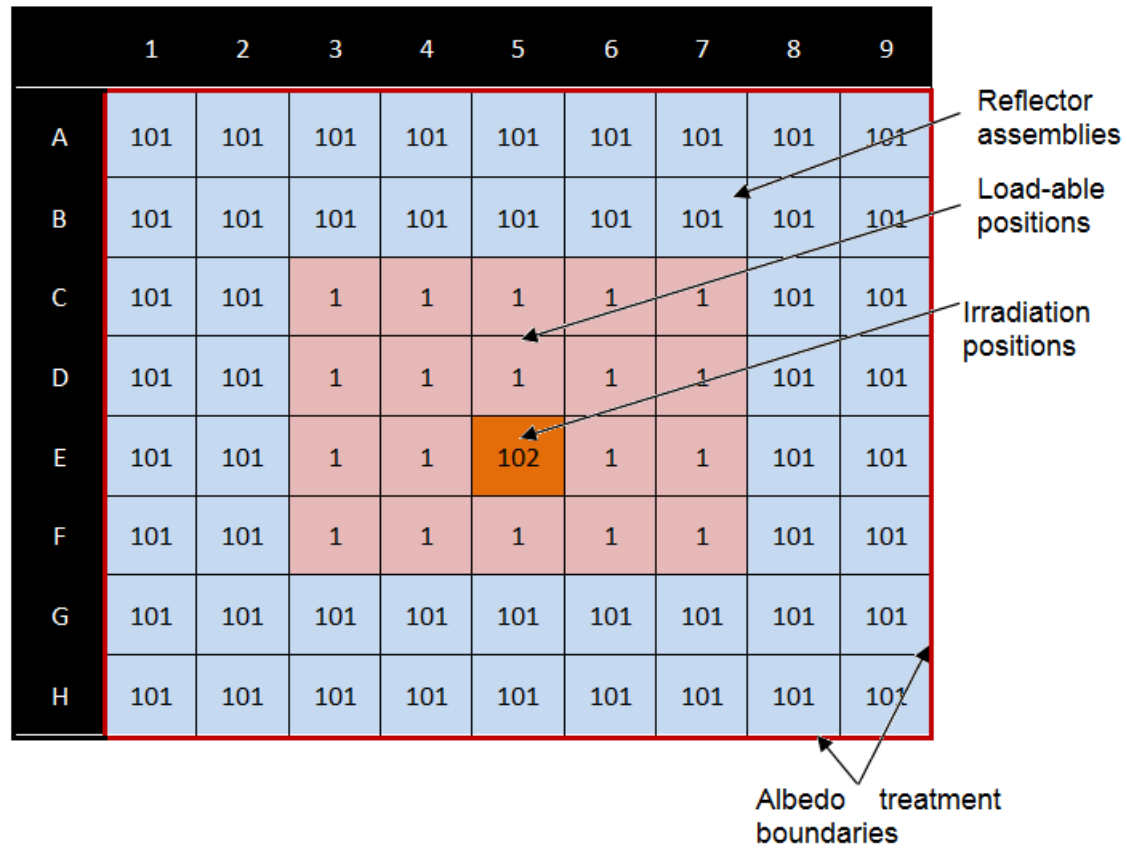 1 2 3 4 5 6 7 8 9
A 101 101 101 101 101 101 101 101 101
B 101 101 101 101 101 101 101 101 101
C 101 101 1 1 1 1 1 101 101
D 101 101 1 1 1 1 1 101 101
E 101 101 1 1 102 1 1 101 101
F 101 101 1 1 1 1 1 101 101
G 101 101 101 101 101 101 101 101 101
H 101 101 101 101 101 101 101 101 101
Reflector
assemblies
Load-able
positions
Irradiation
positions
Albedo treatment
boundaries